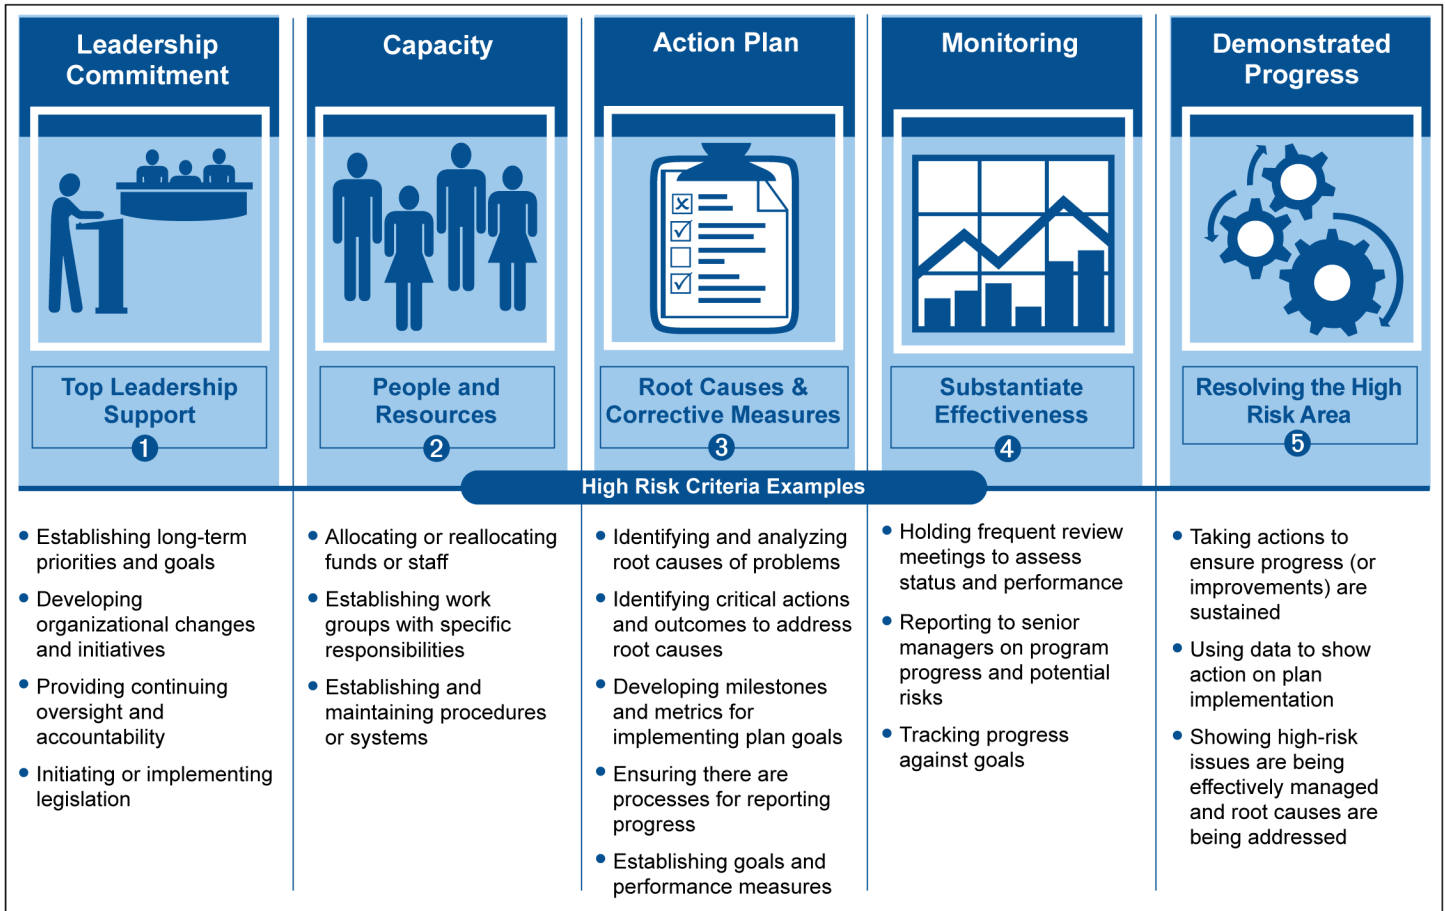 Leadership
Commitment
Top Leadership
Support
1
Capacity
People and
Resources
2
Action Plan
Root Causes &
Corrective Measures
3
Monitoring
Substantiate
Effectiveness
4
Demonstrated
Progress
Resolving the High
Risk Area
5
High Risk Criteria Examples
• Establishing long-term
priorities and goals
• Developing
organizational changes
and initiatives
• Providing continuing
oversight and
accountability
• Initiating or implementing
legislation
• Allocating or reallocating
funds or staff
• Establishing work
groups with specific
responsibilities
• Establishing and
maintaining procedures
or systems
• Identifying and analyzing
root causes of problems
• Identifying critical actions
and outcomes to address
root causes
• Developing milestones
and metrics for
implementing plan goals
• Ensuring there are
processes for reporting
progress
• Establishing goals and
performance measures
• Holding frequent review
meetings to assess
status and performance
• Reporting to senior
managers on program
progress and potential
risks
• Tracking progress
against goals
• Taking actions to
ensure progress (or
improvements) are
sustained
• Using data to show
action on plan
implementation
• Showing high-risk
issues are being
effectively managed
and root causes are
being addressed